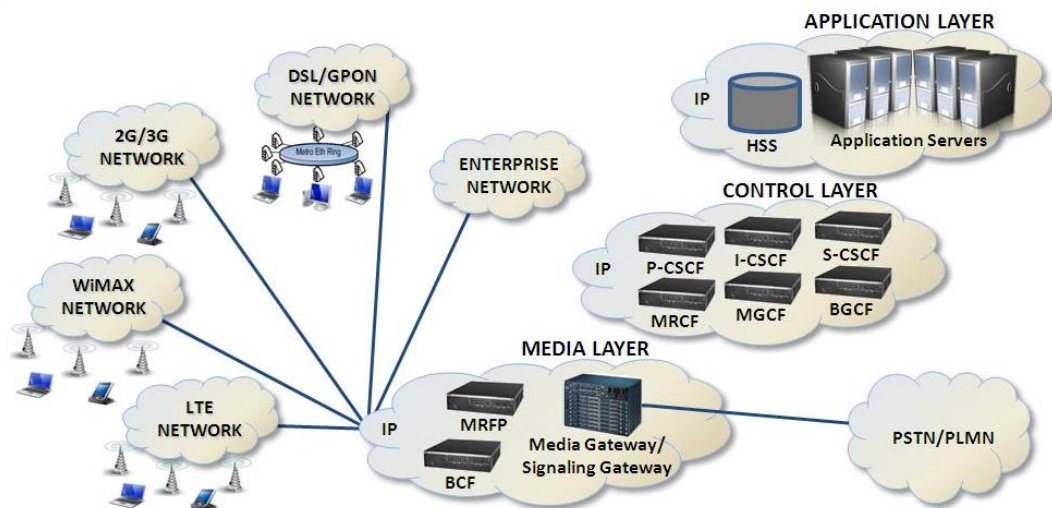 APPLICATION LAYER
IP
HSS
Application Servers
DSL/GPON
NETWORK
Metro Eth Ring
2G/3G
NETWORK
ENTERPRISE
NETWORK
CONTROL LAYER
IP
P-CSCF
I-CSCF
S-CSCF
MRCF
MGCF
BGCF
WiMAX
NETWORK
MEDIA LAYER
IP
MRFP
BCF
Media Gateway/
Signaling Gateway
LTE
NETWORK
PSTN/PLMN